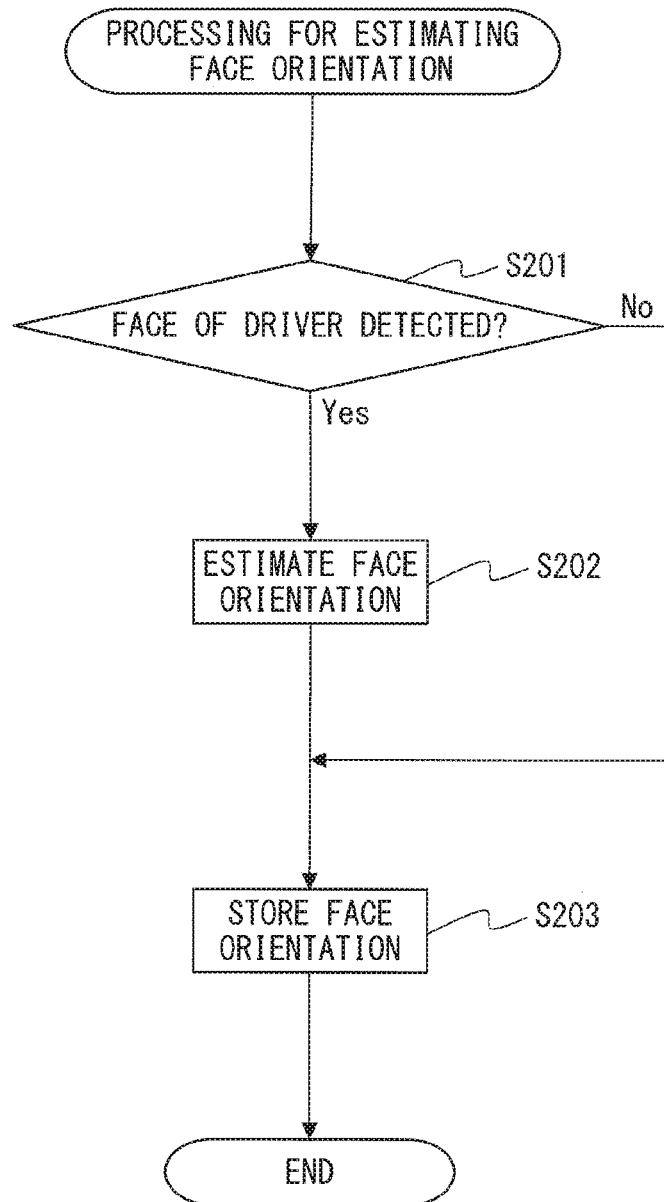 PROCESSING FOR ESTIMATING
FACE ORIENTATION
S201
FACE OF DRIVER DETECTED?
No
Yes
ESTIMATE FACE
ORIENTATION
S202
STORE FACE
ORIENTATION
S203
END